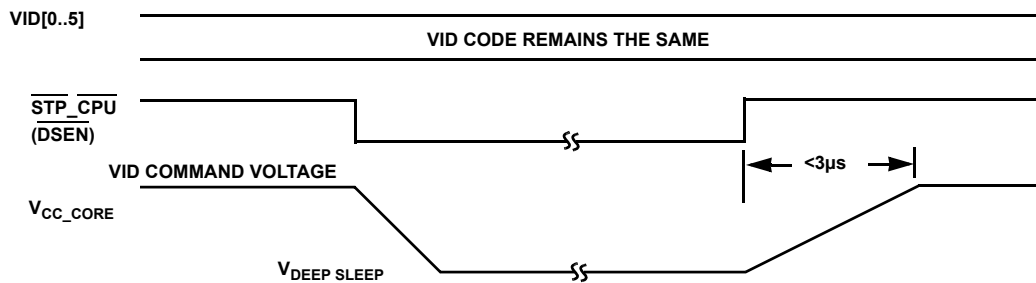 VID[0..5]
VID CODE REMAINS THE SAME
STP_CPU
(DSEN)
<3µs
VID COMMAND VOLTAGE
VCC_CORE
VDEEP SLEEP